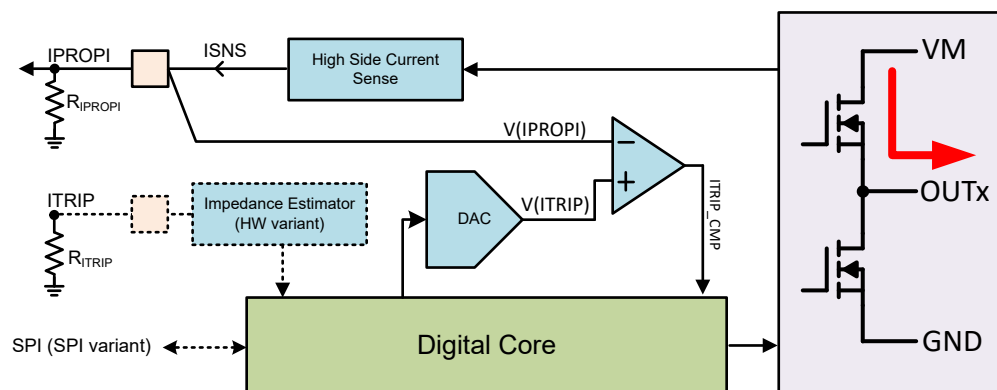 IPROPI
ISNS
High Side Current
Sense
VM
RIPROPI
V(IPROPI)
−
+
ITRIP
Impedance Estimator
(HW variant)
DAC
V(ITRIP)
ITRIP_CMP
OUTx
RITRIP
SPI (SPI variant)
Digital Core
GND